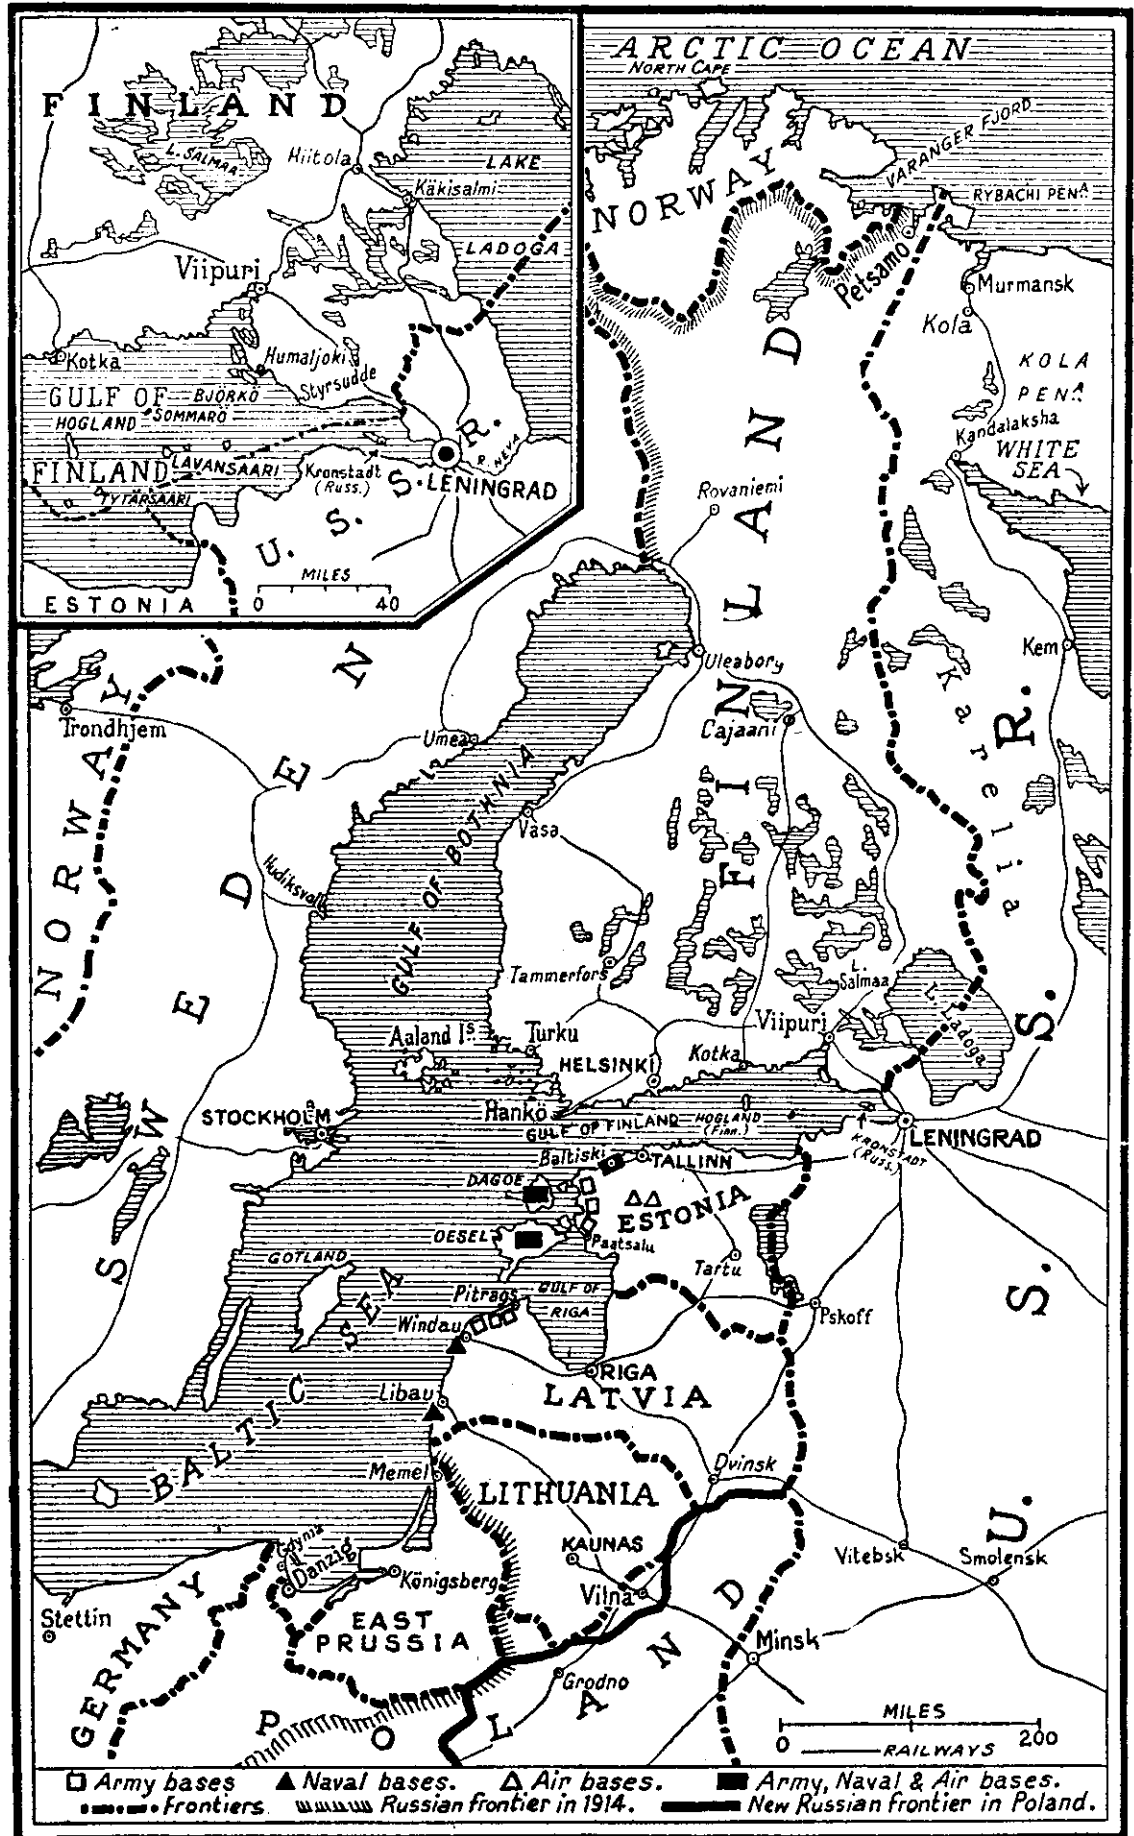 FINLAND
L. SALMAA
Hiitola
LAKE
Käkisalmi
LADOGA
Viipuri
Kotka
Humaljoki
Styrsudde
GULF OF
BJÖRKÖ
HOGLAND
SOMMARÖ
FINLAND
LAVANSAARI
TYTÄRSAARI
Kronstadt
(Russ.)
R. NEVA
LENINGRAD
U. S. S. R.
ESTONIA
MILES
0 40
ARCTIC OCEAN
NORTH CAPE
VARANGER FJORD
RYBACHI PENA.
NORWAY
Petsamo
Murmansk
Kola
KOLA
PENA.
Kandalaksha
WHITE
SEA
Rovaniemi
FINLAND
Kem
Uleaborg
Cajaani
Karelia
NORWAY
Trondhjem
SWEDEN
Umea
GULF OF BOTHNIA
Vasa
Hudiksvall
Tammerfors
L.
Salmaa
L. Ladoga
Viipuri
Aaland Is.
Turku
HELSINKI
Kotka
Hankö
STOCKHOLM
GULF OF FINLAND
HOGLAND
(Finn.)
KRONSTADT
(Russ.)
LENINGRAD
Baltiski
TALLINN
DAGOE
ESTONIA
OESEL
Paatsalu
GOTLAND
Tartu
Pitraos
GULF OF
RIGA
Pskoff
Windau
RIGA
LATVIA
Libau
BALTIC SEA
Memel
Dvinsk
LITHUANIA
KAUNAS
Vitebsk
Smolensk
Gdynia
Danzig
Königsberg
Vilna
Stettin
EAST
PRUSSIA
Minsk
GERMANY
Grodno
POLAND
U. S. S. R.
MILES
0 200
RAILWAYS
Army bases Naval bases. Air bases. Army, Naval & Air bases.
Frontiers Russian frontier in 1914. New Russian frontier in Poland.